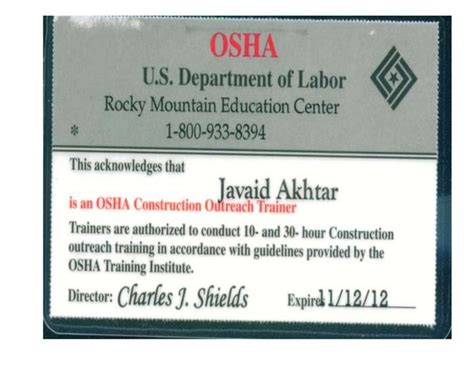 OSHA
U.S. Department of Labor
Rocky Mountain Education Center
* 1-800-933-8394
This acknowledges that
Javaid Akhtar
is an OSHA Construction Outreach Trainer
Trainers are authorized to conduct 10- and 30- hour Construction
outreach training in accordance with guidelines provided by the
OSHA Training Institute.
Director: Charles J. Shields Expires 11/12/12